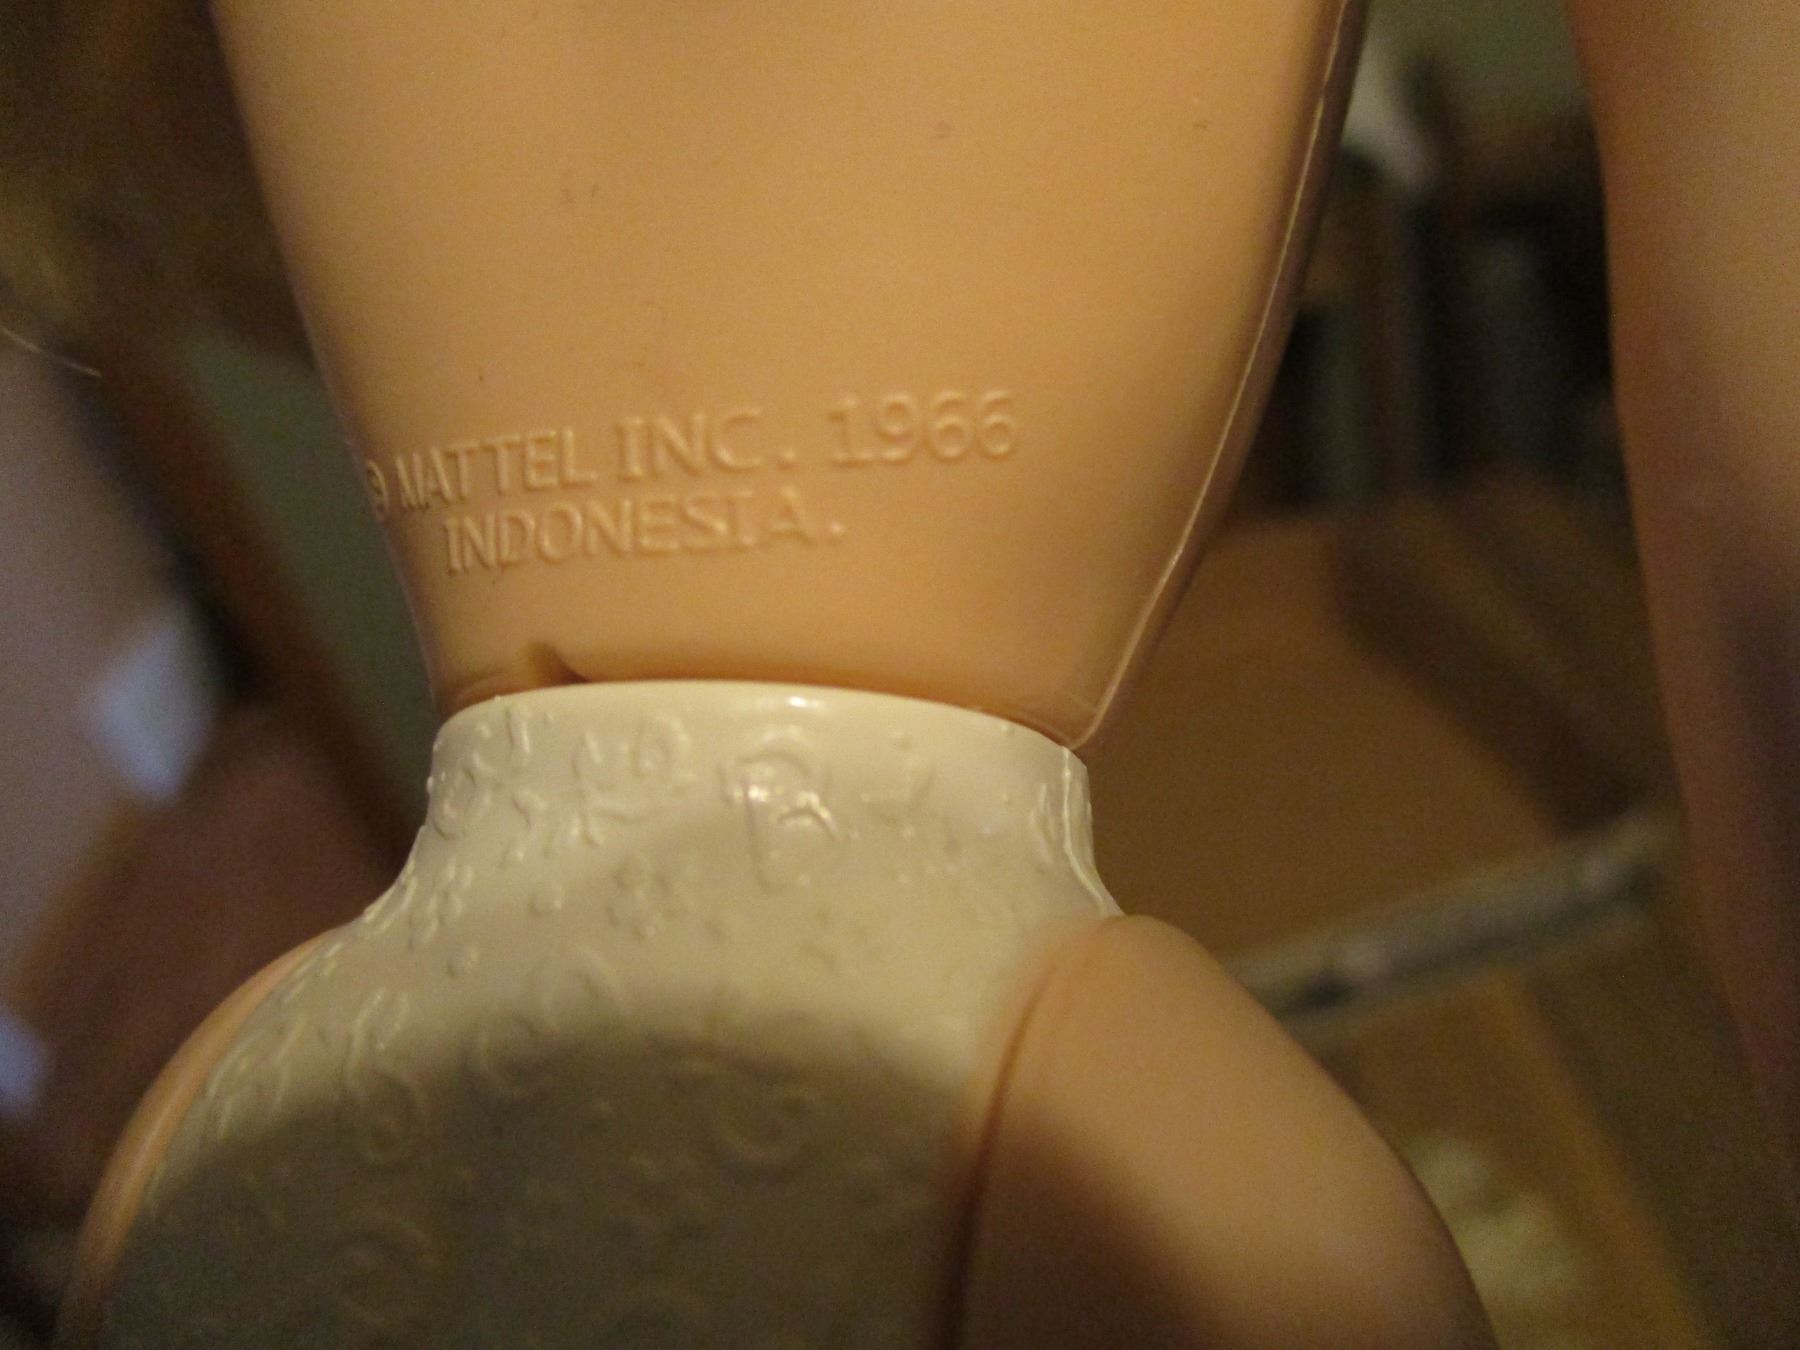 © MATTEL INC. 1966
INDONESIA.
B